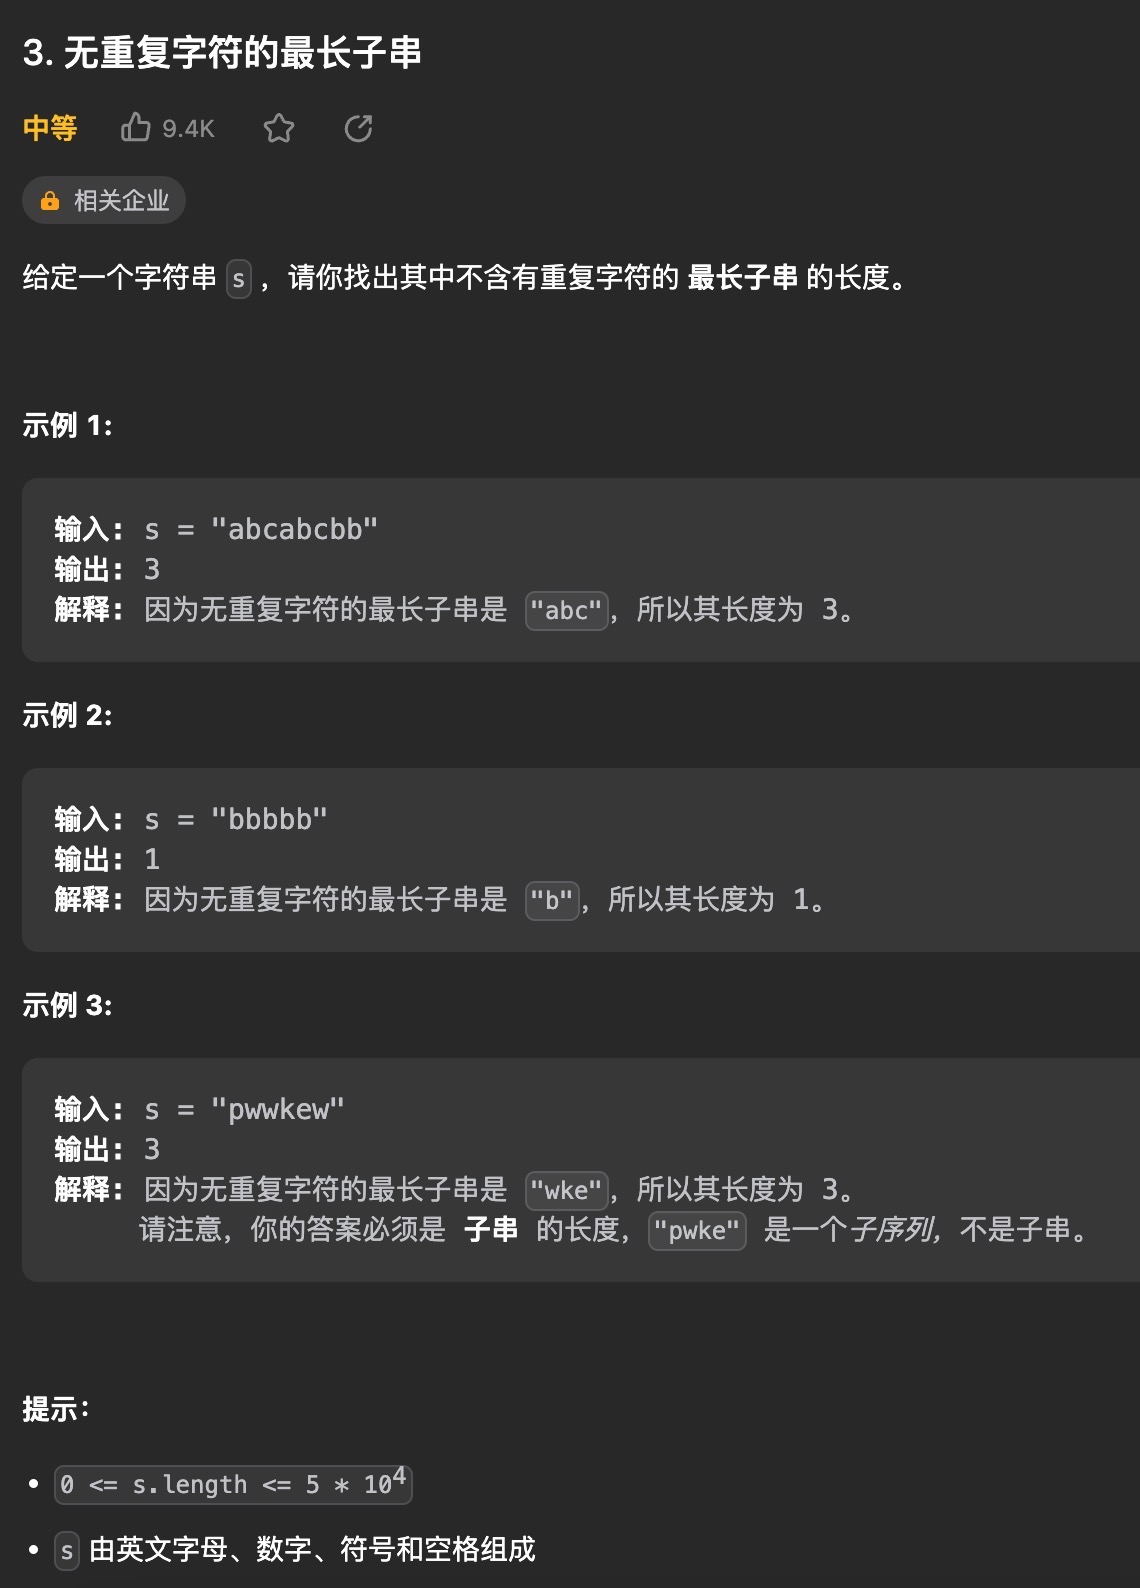 3. 无重复字符的最长子串
中等 9.4K
相关企业
给定一个字符串 s ，请你找出其中不含有重复字符的 最长子串 的长度。
示例 1:
输入: s = "abcabcbb"
输出: 3
解释: 因为无重复字符的最长子串是 "abc"，所以其长度为 3。
示例 2:
输入: s = "bbbbb"
输出: 1
解释: 因为无重复字符的最长子串是 "b"，所以其长度为 1。
示例 3:
输入: s = "pwwkew"
输出: 3
解释: 因为无重复字符的最长子串是 "wke"，所以其长度为 3。
请注意，你的答案必须是 子串 的长度，"pwke" 是一个子序列，不是子串。
提示：
• 0 <= s.length <= 5 * 10⁴
• s 由英文字母、数字、符号和空格组成